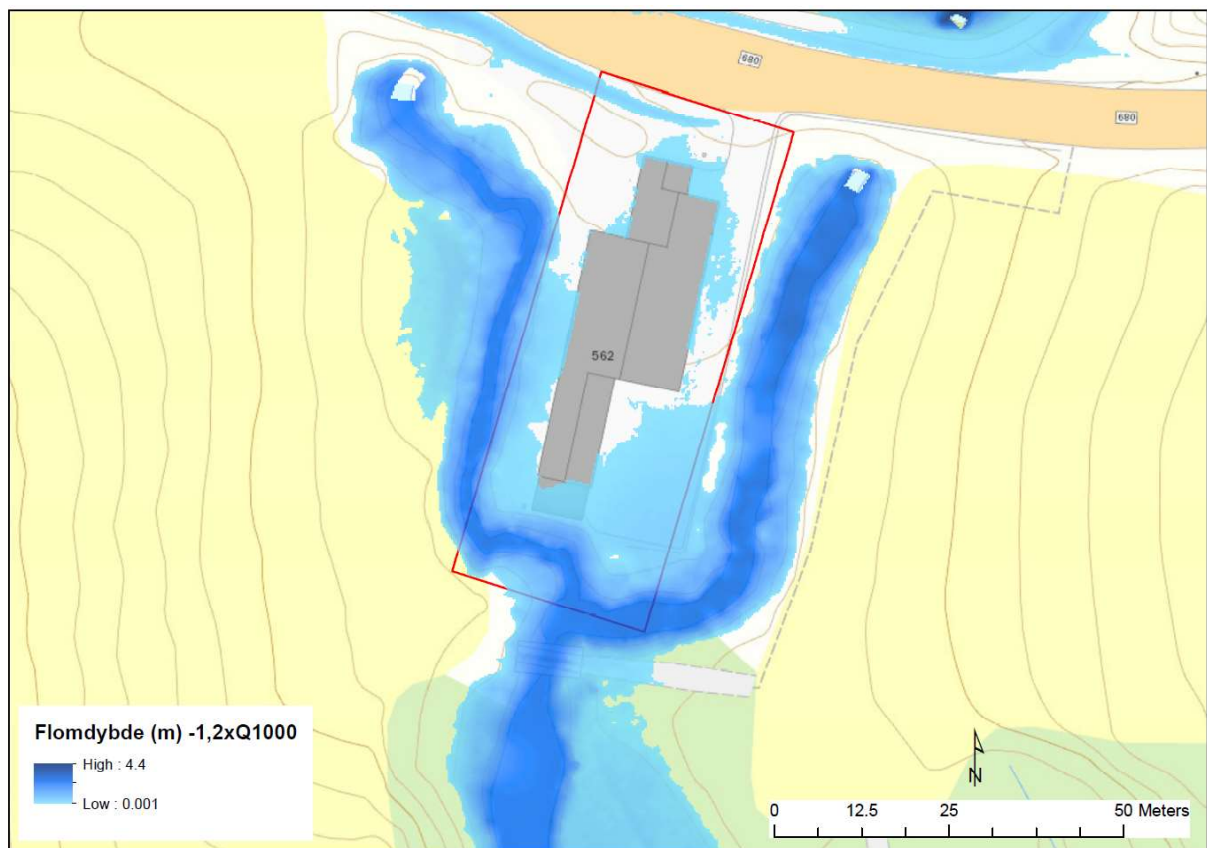 680
680
562
Flomdybde (m) -1,2xQ1000
High : 4.4
Low : 0.001
N
0 12.5 25 50 Meters